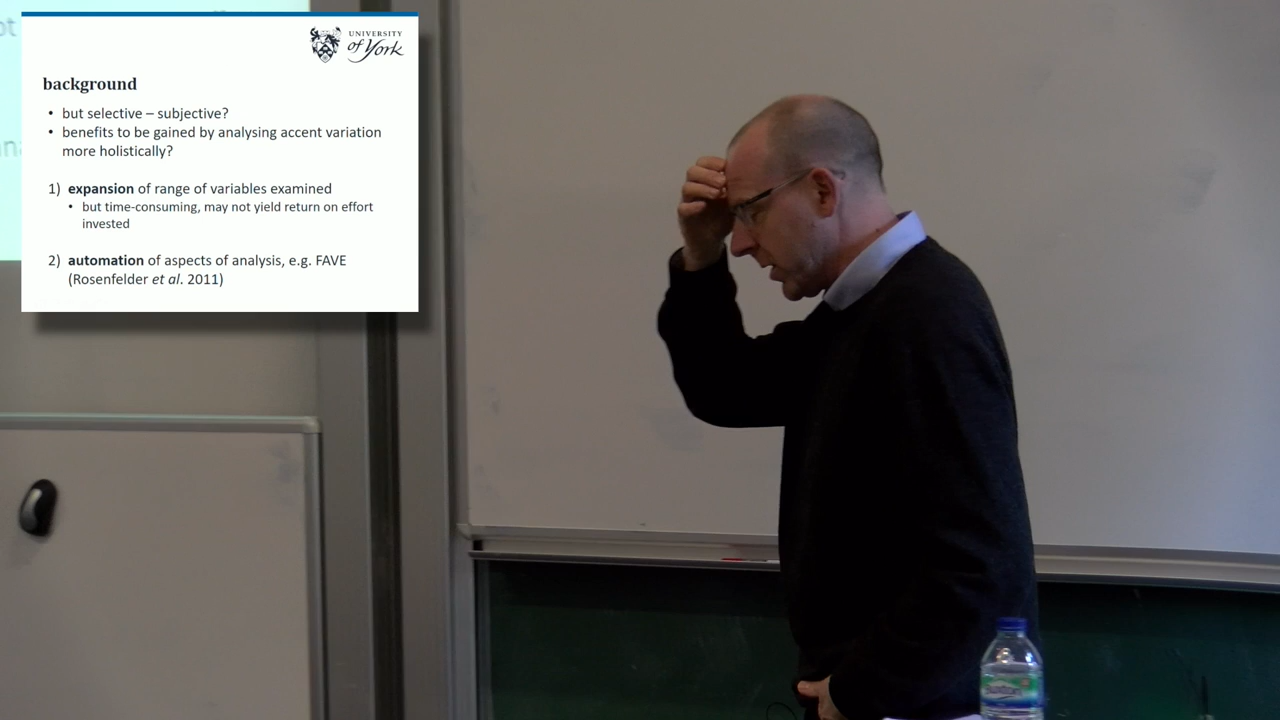 UNIVERSITY
of York
background
• but selective – subjective?
• benefits to be gained by analysing accent variation
more holistically?
1) expansion of range of variables examined
• but time-consuming, may not yield return on effort
invested
2) automation of aspects of analysis, e.g. FAVE
(Rosenfelder et al. 2011)